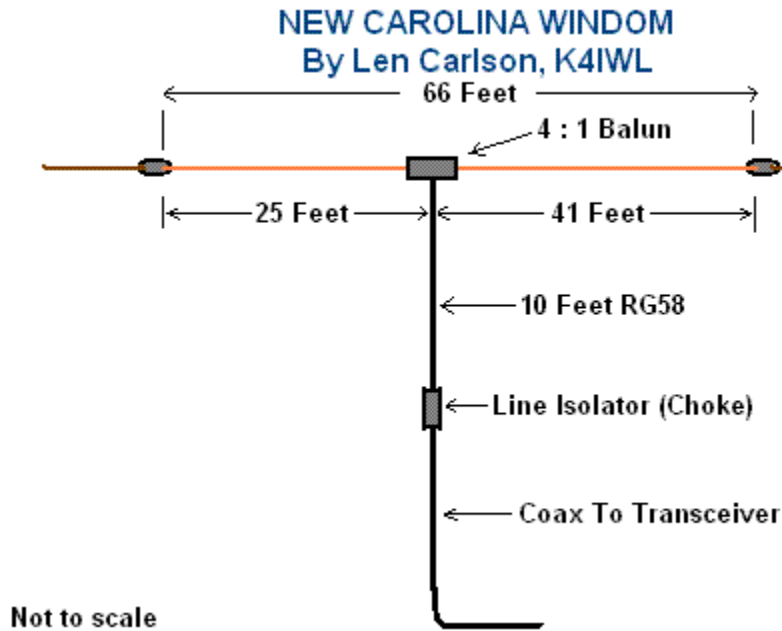 NEW CAROLINA WINDOM
By Len Carlson, K4IWL
66 Feet
4 : 1 Balun
25 Feet
41 Feet
10 Feet RG58
Line Isolator (Choke)
Coax To Transceiver
Not to scale